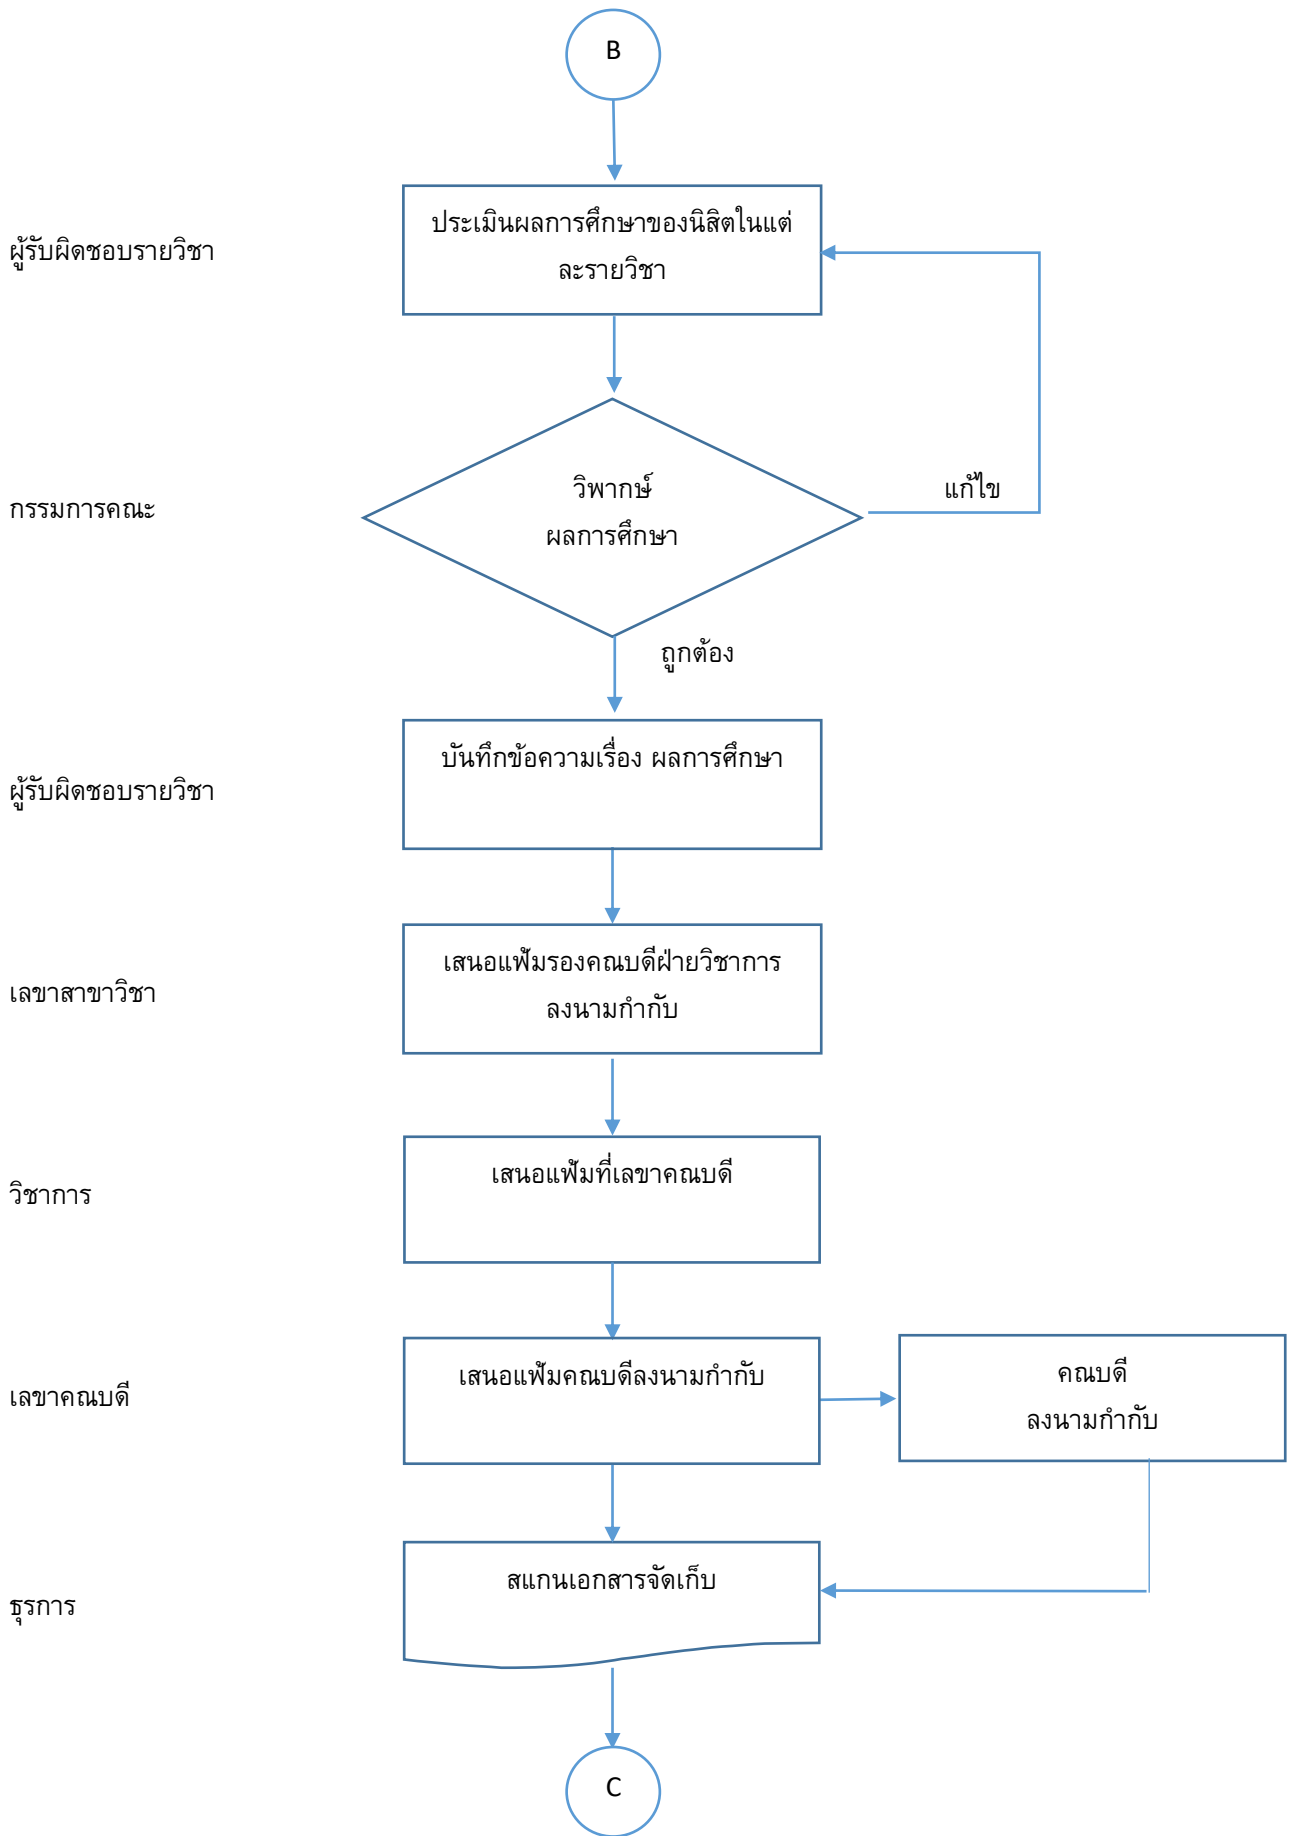 B
ผู้รับผิดชอบรายวิชา
ประเมินผลการศึกษาของนิสิตในแต่
ละรายวิชา
กรรมการคณะ
วิพากษ์
ผลการศึกษา
แก้ไข
ถูกต้อง
ผู้รับผิดชอบรายวิชา
บันทึกข้อความเรื่อง ผลการศึกษา
เลขาสาขาวิชา
เสนอแฟ้มรองคณบดีฝ่ายวิชาการ
ลงนามกำกับ
วิชาการ
เสนอแฟ้มที่เลขาคณบดี
เลขาคณบดี
เสนอแฟ้มคณบดีลงนามกำกับ
คณบดี
ลงนามกำกับ
ธุรการ
สแกนเอกสารจัดเก็บ
C